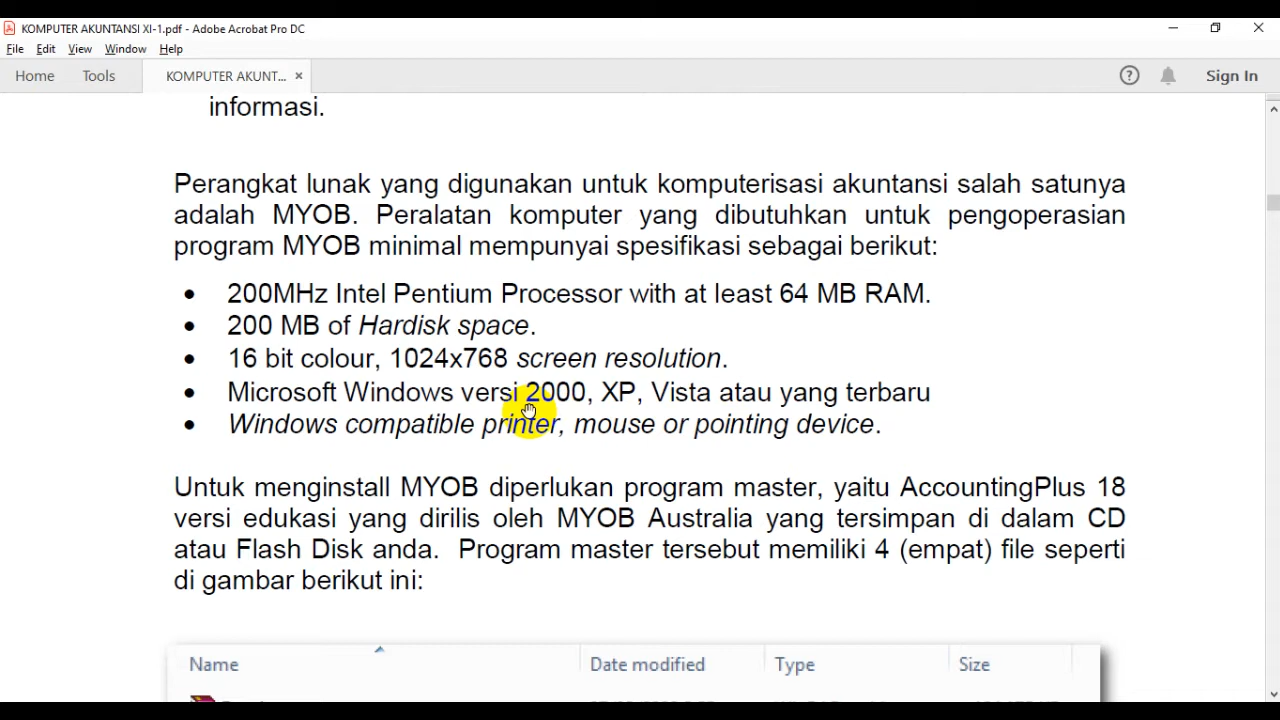 KOMPUTER AKUNTANSI XI-1.pdf - Adobe Acrobat Pro DC
File Edit View Window Help
Home Tools KOMPUTER AKUNT... × Sign In
informasi.
Perangkat lunak yang digunakan untuk komputerisasi akuntansi salah satunya
adalah MYOB. Peralatan komputer yang dibutuhkan untuk pengoperasian
program MYOB minimal mempunyai spesifikasi sebagai berikut:
• 200MHz Intel Pentium Processor with at least 64 MB RAM.
• 200 MB of Hardisk space.
• 16 bit colour, 1024x768 screen resolution.
• Microsoft Windows versi 2000, XP, Vista atau yang terbaru
• Windows compatible printer, mouse or pointing device.
Untuk menginstall MYOB diperlukan program master, yaitu AccountingPlus 18
versi edukasi yang dirilis oleh MYOB Australia yang tersimpan di dalam CD
atau Flash Disk anda. Program master tersebut memiliki 4 (empat) file seperti
di gambar berikut ini:
Name Date modified Type Size